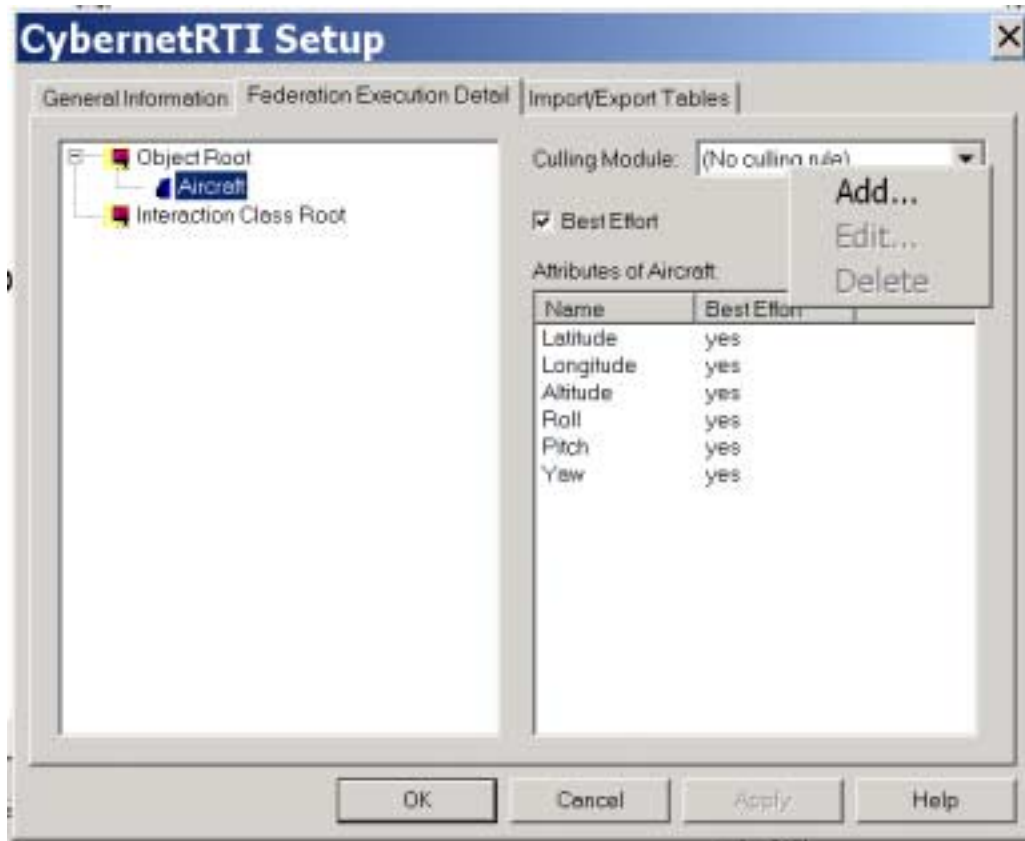 CybernetRTI Setup
General Information
Federation Execution Detail
Import/Export Tables
Object Root
Aircraft
Interaction Class Root
Culling Module: (No culling rule)
Add...
Edit...
Delete
Best Effort
Attributes of Aircraft
Name Best Effort
Latitude yes
Longitude yes
Altitude yes
Roll yes
Pitch yes
Yaw yes
OK
Cancel
Apply
Help